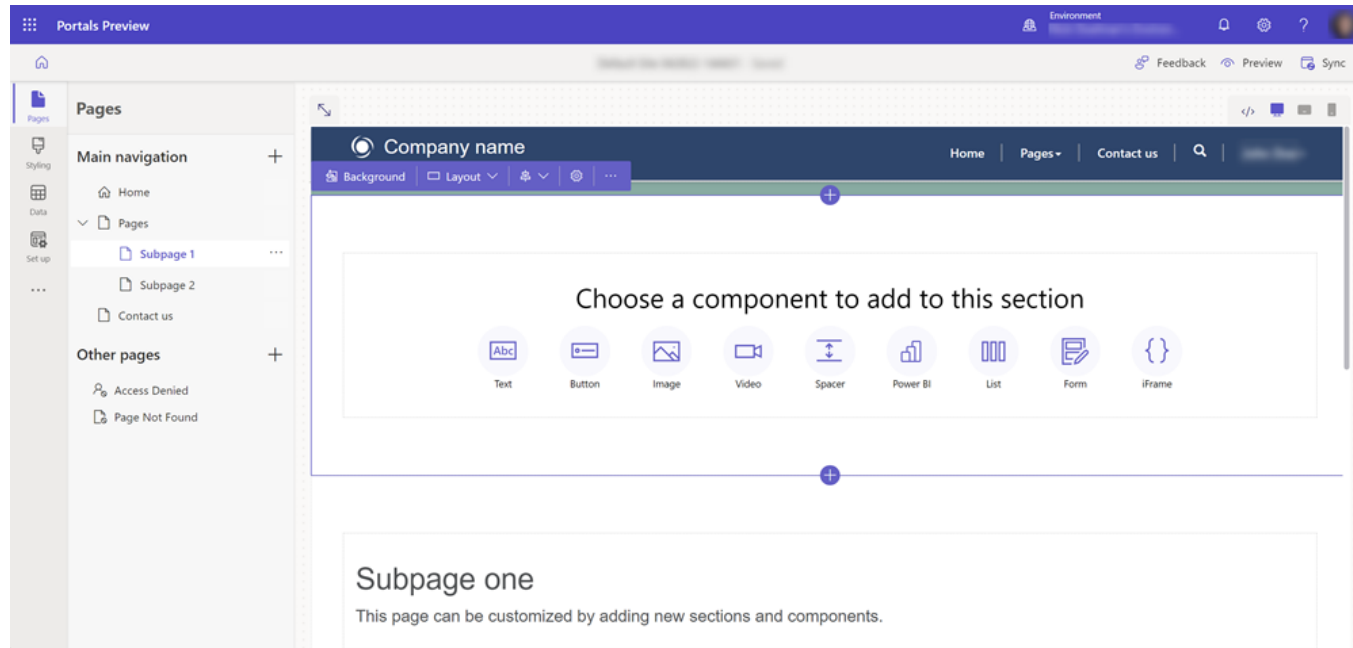 Portals Preview
Environment
?
Feedback
Preview
Sync
Pages
Styling
Data
Set up
...
Pages
Main navigation
Home
Pages
Subpage 1
...
Subpage 2
Contact us
Other pages
Access Denied
Page Not Found
</>
Company name
Home | Pages | Contact us |
Background
Layout
...
Choose a component to add to this section
Abc
{ }
Text Button Image Video Spacer Power BI List Form iFrame
Subpage one
This page can be customized by adding new sections and components.